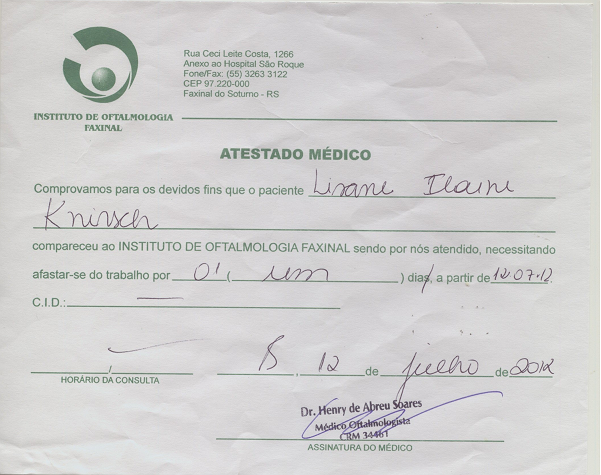 Rua Ceci Leite Costa, 1266
Anexo ao Hospital São Roque
Fone/Fax: (55) 3263 3122
CEP 97.220-000
Faxinal do Soturno - RS
INSTITUTO DE OFTALMOLOGIA
FAXINAL
ATESTADO MÉDICO
Comprovamos para os devidos fins que o paciente Lisane Ilaine
Knirsch
compareceu ao INSTITUTO DE OFTALMOLOGIA FAXINAL sendo por nós atendido, necessitando
afastar-se do trabalho por 01 ( um ) dias, a partir de 12.07.12.
C.I.D.: —
HORÁRIO DA CONSULTA
, 12 de julho de 2012
Dr. Henry de Abreu Soares
Médico Oftalmologista
CRM 34461
ASSINATURA DO MÉDICO